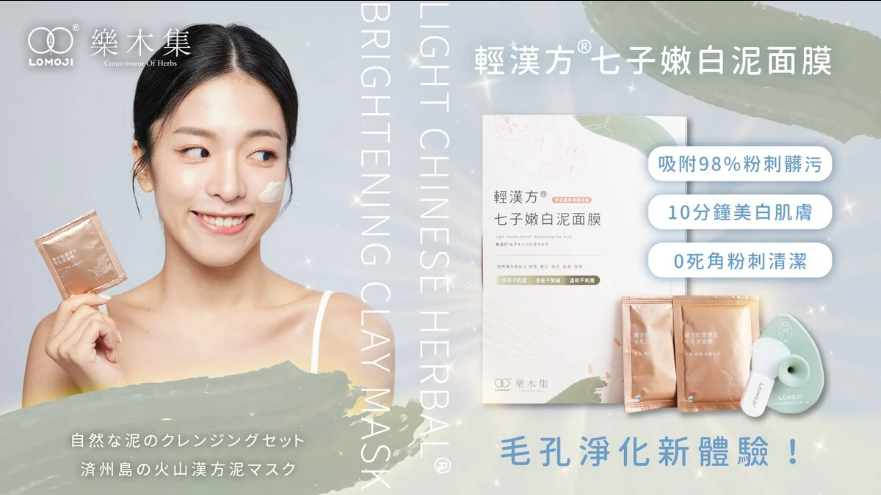 LOMOJI®
樂木集
Connoisseur Of Herbs
LIGHT CHINESE HERBAL®
BRIGHTENING CLAY MASK
自然な泥のクレンジングセット
済州島の火山漢方泥マスク
輕漢方®七子嫩白泥面膜
輕漢方®
七子嫩白泥面膜
樂木集
LOMOJI
LOMOJI
吸附98%粉刺髒污
10分鐘美白肌膚
0死角粉刺清潔
毛孔淨化新體驗！